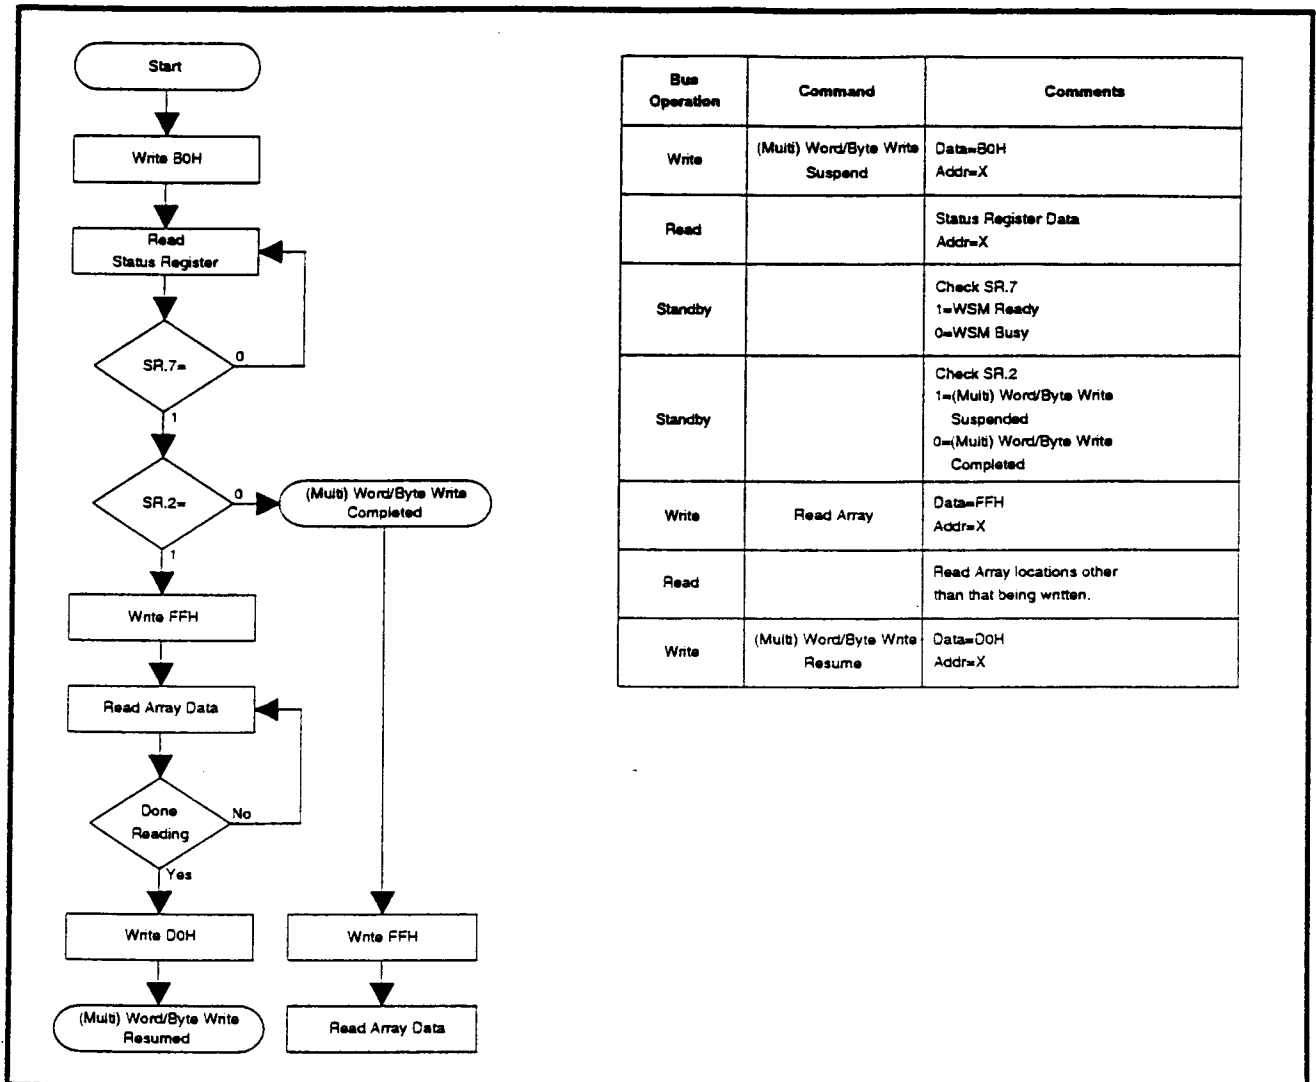 Start
Write B0H
Read
Status Register
SR.7=
0
1
SR.2=
0
(Multi) Word/Byte Write
Completed
1
Write FFH
Read Array Data
Done
Reading
No
Yes
Write D0H
Write FFH
(Multi) Word/Byte Write
Resumed
Read Array Data
Bus
Operation
Command
Comments
Write
(Multi) Word/Byte Write
Suspend
Data=B0H
Addr=X
Read
Status Register Data
Addr=X
Standby
Check SR.7
1=WSM Ready
0=WSM Busy
Standby
Check SR.2
1=(Multi) Word/Byte Write
Suspended
0=(Multi) Word/Byte Write
Completed
Write
Read Array
Data=FFH
Addr=X
Read
Read Array locations other
than that being written.
Write
(Multi) Word/Byte Write
Resume
Data=D0H
Addr=X